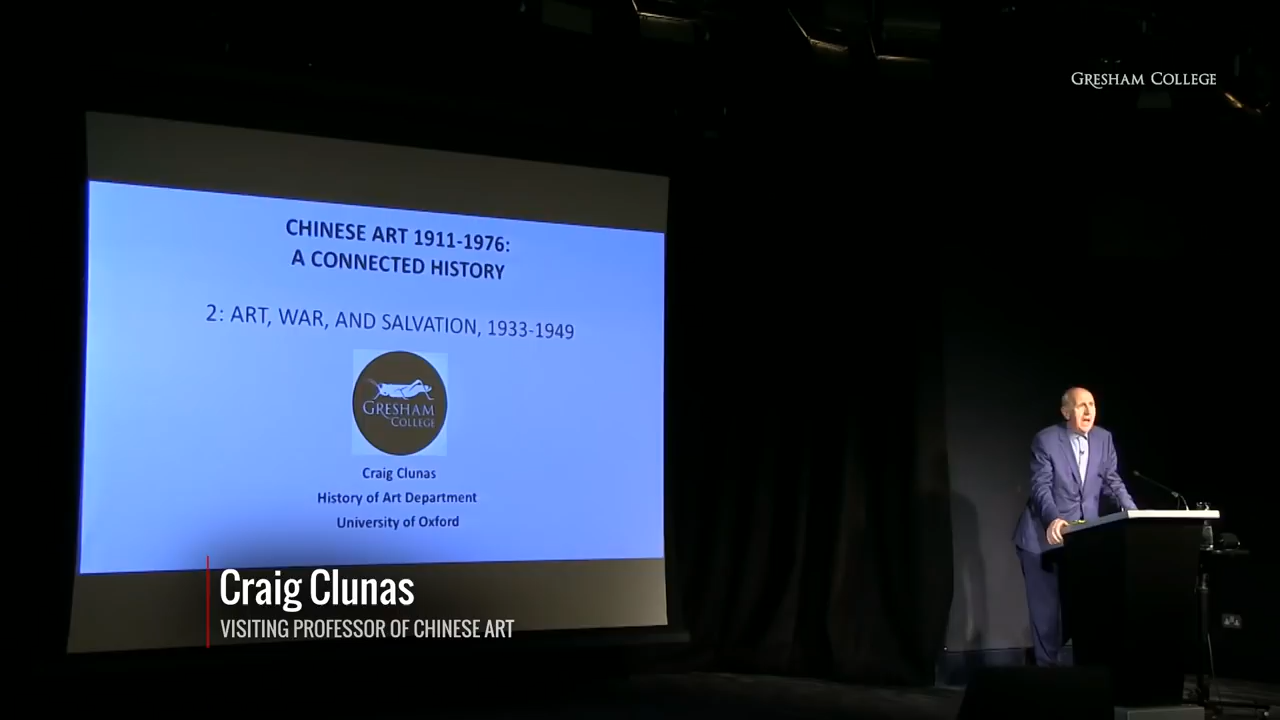 GRESHAM COLLEGE
CHINESE ART 1911-1976:
A CONNECTED HISTORY
2: ART, WAR, AND SALVATION, 1933-1949
GRESHAM
COLLEGE
Craig Clunas
History of Art Department
University of Oxford
Craig Clunas
VISITING PROFESSOR OF CHINESE ART